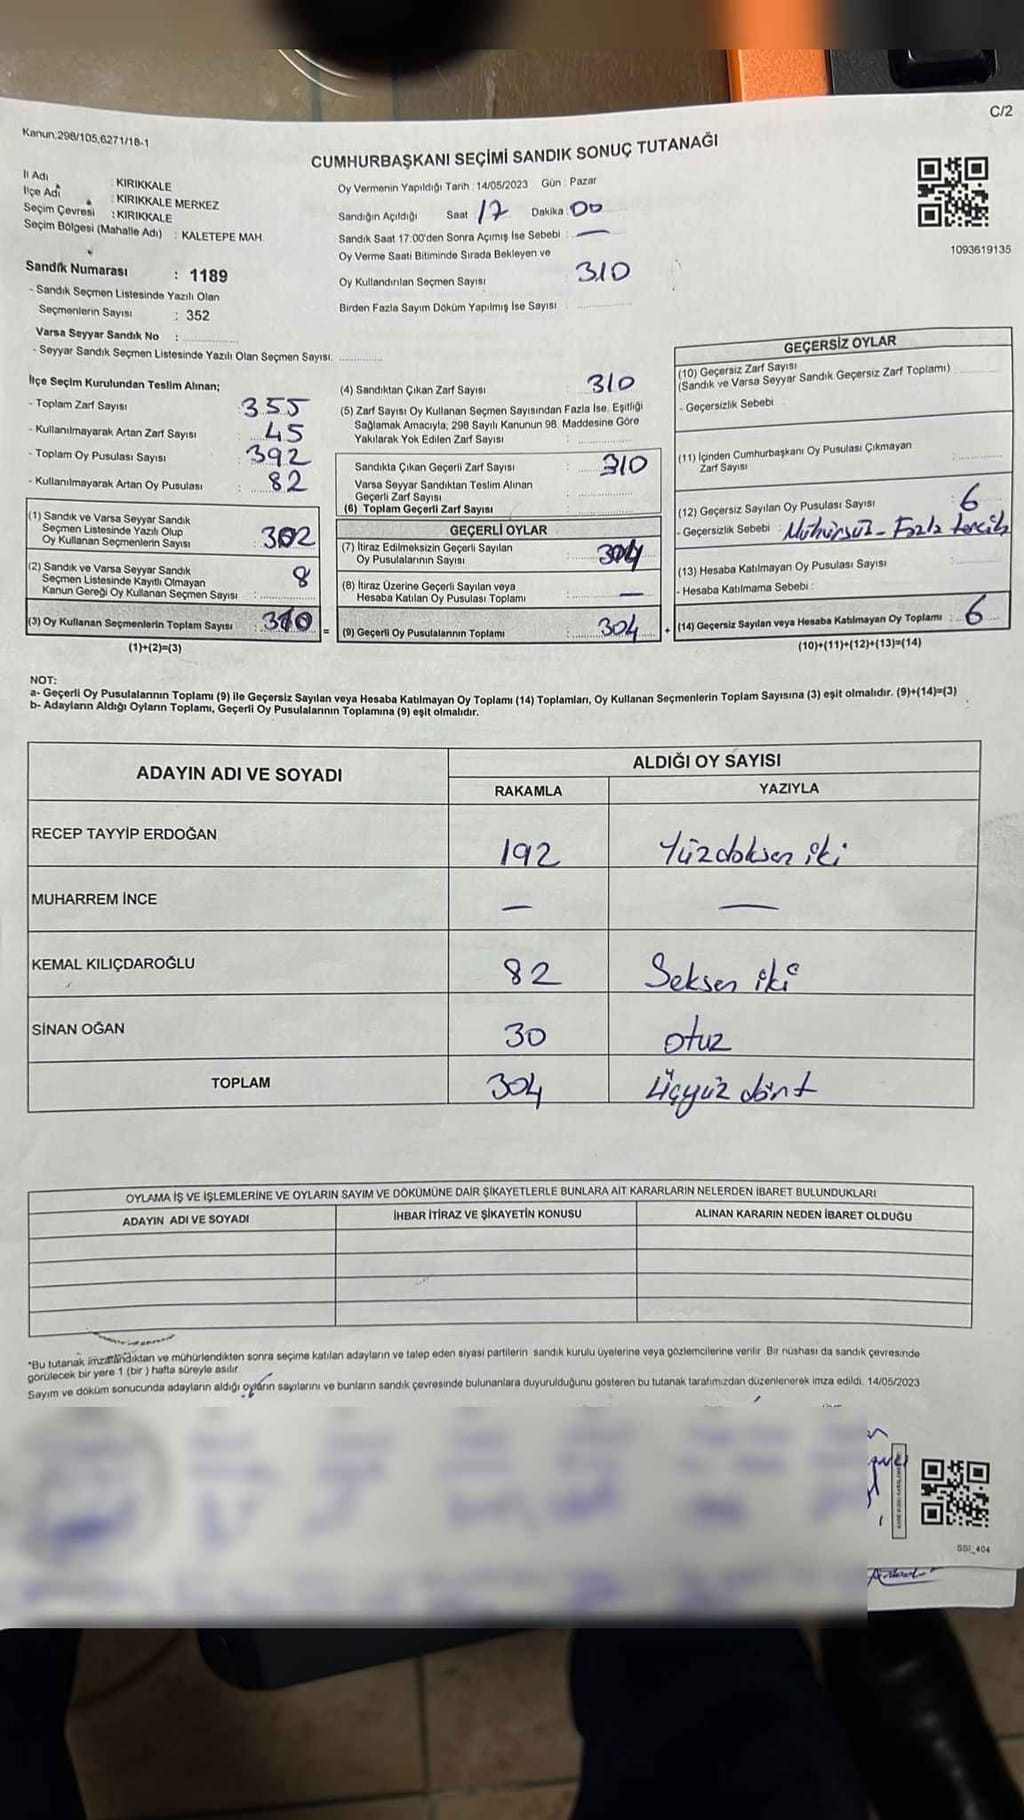 C/2
Kanun:298/105,6271/18-1
CUMHURBAŞKANI SEÇİMİ SANDIK SONUÇ TUTANAĞI
İl Adı : KIRIKKALE
İlçe Adı : KIRIKKALE MERKEZ
Seçim Çevresi : KIRIKKALE
Seçim Bölgesi (Mahalle Adı) : KALETEPE MAH.
Oy Vermenin Yapıldığı Tarih : 14/05/2023 Gün : Pazar
Sandığın Açıldığı Saat 17 Dakika : 00
Sandık Saat 17:00'den Sonra Açımış İse Sebebi : —
Oy Verme Saati Bitiminde Sırada Bekleyen ve
Oy Kullandırılan Seçmen Sayısı 310
Birden Fazla Sayım Döküm Yapılmış İse Sayısı :
1093619135
Sandık Numarası : 1189
- Sandık Seçmen Listesinde Yazılı Olan
Seçmenlerin Sayısı : 352
Varsa Seyyar Sandık No :
- Seyyar Sandık Seçmen Listesinde Yazılı Olan Seçmen Sayısı:
İlçe Seçim Kurulundan Teslim Alınan;
- Toplam Zarf Sayısı : 355
- Kullanılmayarak Artan Zarf Sayısı : 45
- Toplam Oy Pusulası Sayısı : 392
- Kullanılmayarak Artan Oy Pusulası : 82
(1) Sandık ve Varsa Seyyar Sandık
Seçmen Listesinde Yazılı Olup
Oy Kullanan Seçmenlerin Sayısı : 302
(2) Sandık ve Varsa Seyyar Sandık
Seçmen Listesinde Kayıtlı Olmayan
Kanun Gereği Oy Kullanan Seçmen Sayısı : 8
(3) Oy Kullanan Seçmenlerin Toplam Sayısı : 310 =
(1)+(2)=(3)
(4) Sandıktan Çıkan Zarf Sayısı : 310
(5) Zarf Sayısı Oy Kullanan Seçmen Sayısından Fazla İse, Eşitliği
Sağlamak Amacıyla; 298 Sayılı Kanunun 98. Maddesine Göre
Yakılarak Yok Edilen Zarf Sayısı :
Sandıkta Çıkan Geçerli Zarf Sayısı : 310
Varsa Seyyar Sandıktan Teslim Alınan
Geçerli Zarf Sayısı :
(6) Toplam Geçerli Zarf Sayısı :
GEÇERLİ OYLAR
(7) İtiraz Edilmeksizin Geçerli Sayılan
Oy Pusulalarının Sayısı : 304
(8) İtiraz Üzerine Geçerli Sayılan veya
Hesaba Katılan Oy Pusulası Toplamı : —
(9) Geçerli Oy Pusulalarının Toplamı : 304 +
GEÇERSİZ OYLAR
(10) Geçersiz Zarf Sayısı
(Sandık ve Varsa Seyyar Sandık Geçersiz Zarf Toplamı)
- Geçersizlik Sebebi :
(11) İçinden Cumhurbaşkanı Oy Pusulası Çıkmayan
Zarf Sayısı :
(12) Geçersiz Sayılan Oy Pusulası Sayısı : 6
- Geçersizlik Sebebi : Mühürsüz - Fazla tercih
(13) Hesaba Katılmayan Oy Pusulası Sayısı :
- Hesaba Katılmama Sebebi :
(14) Geçersiz Sayılan veya Hesaba Katılmayan Oy Toplamı : 6
(10)+(11)+(12)+(13)=(14)
NOT:
a- Geçerli Oy Pusulalarının Toplamı (9) ile Geçersiz Sayılan veya Hesaba Katılmayan Oy Toplamı (14) Toplamları, Oy Kullanan Seçmenlerin Toplam Sayısına (3) eşit olmalıdır. (9)+(14)=(3)
b- Adayların Aldığı Oyların Toplamı, Geçerli Oy Pusulalarının Toplamına (9) eşit olmalıdır.
ADAYIN ADI VE SOYADI ALDIĞI OY SAYISI
RAKAMLA YAZIYLA
RECEP TAYYİP ERDOĞAN 192 Yüzdoksan iki
MUHARREM İNCE — —
KEMAL KILIÇDAROĞLU 82 Seksen iki
SİNAN OĞAN 30 otuz
TOPLAM 304 üçyüz dört
OYLAMA İŞ VE İŞLEMLERİNE VE OYLARIN SAYIM VE DÖKÜMÜNE DAİR ŞİKAYETLERLE BUNLARA AİT KARARLARIN NELERDEN İBARET BULUNDUKLARI
ADAYIN ADI VE SOYADI İHBAR İTİRAZ VE ŞİKAYETİN KONUSU ALINAN KARARIN NEDEN İBARET OLDUĞU
*Bu tutanak imzalandıktan ve mühürlendikten sonra seçime katılan adayların ve talep eden siyasi partilerin sandık kurulu üyelerine veya gözlemcilerine verilir. Bir nüshası da sandık çevresinde
görülecek bir yere 1 (bir) hafta süreyle asılır.
Sayım ve döküm sonucunda adayların aldığı oyların sayılarını ve bunların sandık çevresinde bulunanlara duyurulduğunu gösteren bu tutanak tarafımızdan düzenlenerek imza edildi. 14/05/2023
SSI_404